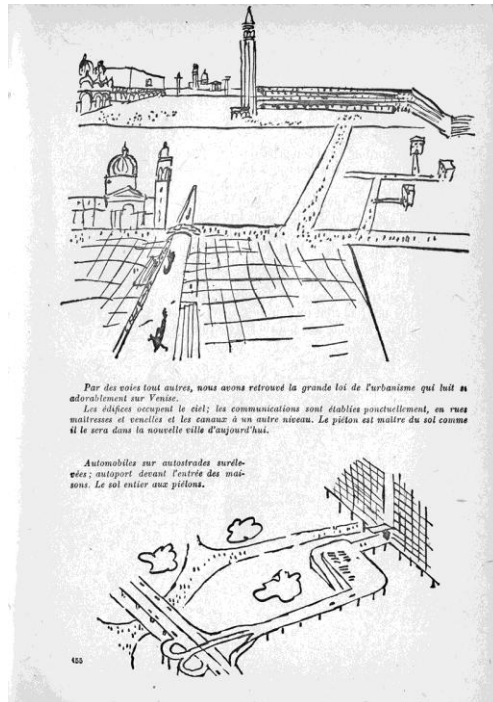 Par des voies tout autres, nous avons retrouvé la grande loi de l'urbanisme qui luit si
adorablement sur Venise.
Les édifices occupent le ciel; les communications sont établies ponctuellement, en rues
maîtresses et venelles et les canaux à un autre niveau. Le piéton est maître du sol comme
il le sera dans la nouvelle ville d'aujourd'hui.
Automobiles sur autostrades suréle-
vées; autoport devant l'entrée des mai-
sons. Le sol entier aux piétons.
455